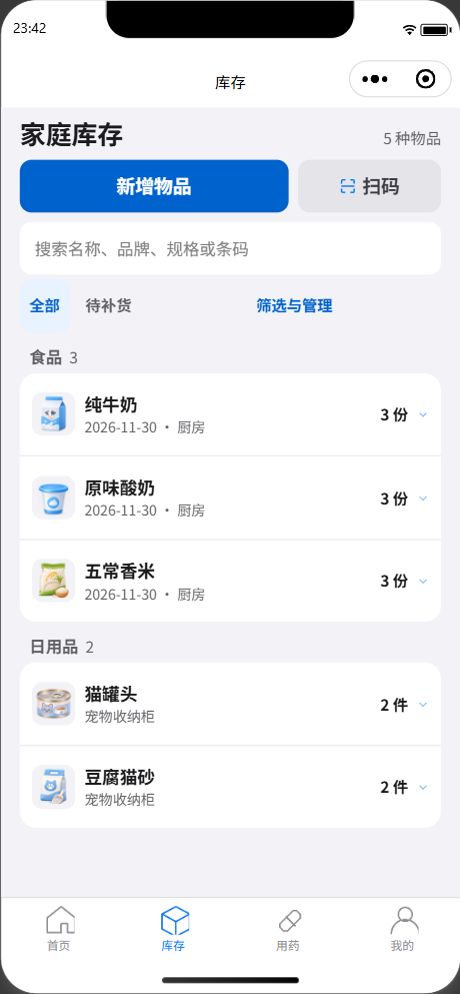 23:42
库存
家庭库存
5 种物品
新增物品
扫码
搜索名称、品牌、规格或条码
全部 待补货 筛选与管理
食品 3
纯牛奶
2026-11-30 · 厨房
3 份
原味酸奶
2026-11-30 · 厨房
3 份
五常香米
2026-11-30 · 厨房
3 份
日用品 2
猫罐头
宠物收纳柜
2 件
豆腐猫砂
宠物收纳柜
2 件
首页 库存 用药 我的